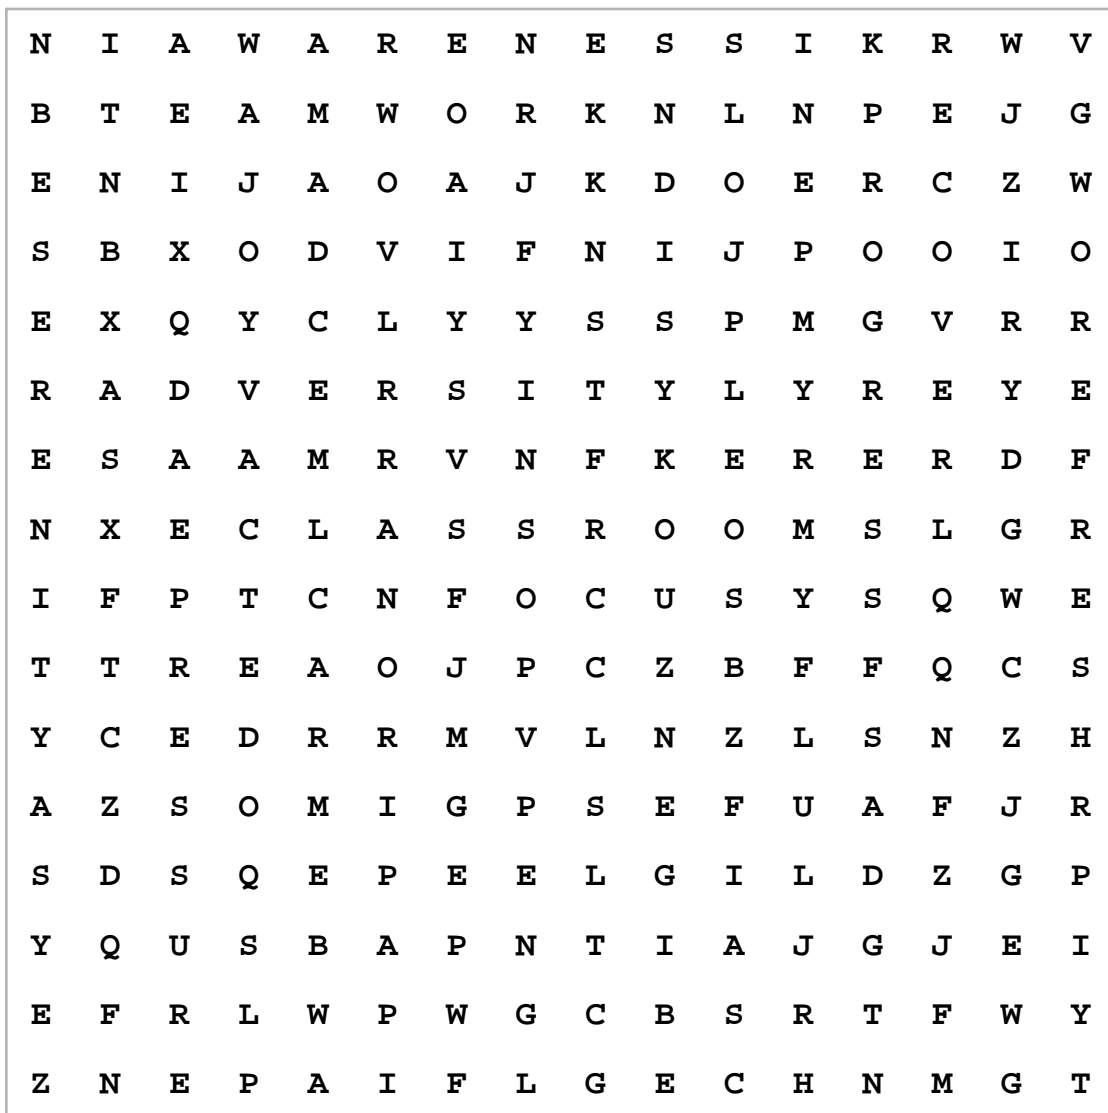 N I A W A R E N E S S I K R W V
B T E A M W O R K N L N P E J G
E N I J A O A J K D O E R C Z W
S B X O D V I F N I J P O O I O
E X Q Y C L Y Y S S P M G V R R
R A D V E R S I T Y L Y R E Y E
E S A A M R V N F K E R E R D F
N X E C L A S S R O O M S L G R
I F P T C N F O C U S Y S Q W E
T T R E A O J P C Z B F F Q C S
Y C E D R R M V L N Z L S N Z H
A Z S O M I G P S E F U A F J R
S D S Q E P E E L G I L D Z G P
Y Q U S B A P N T I A J G J E I
E F R L W P W G C B S R T F W Y
Z N E P A I F L G E C H N M G T